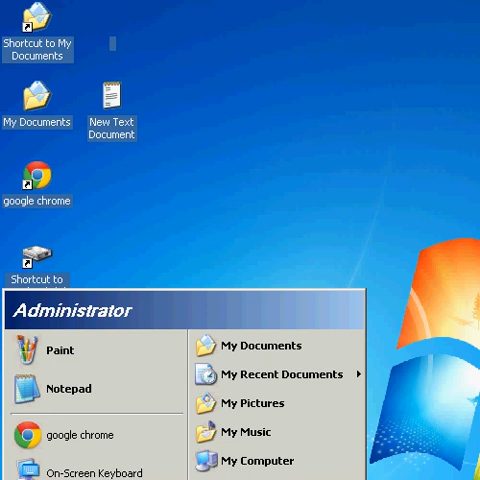 Shortcut to My
Documents
My Documents
New Text
Document
google chrome
Shortcut to
Administrator
Paint
Notepad
google chrome
On-Screen Keyboard
My Documents
My Recent Documents
My Pictures
My Music
My Computer